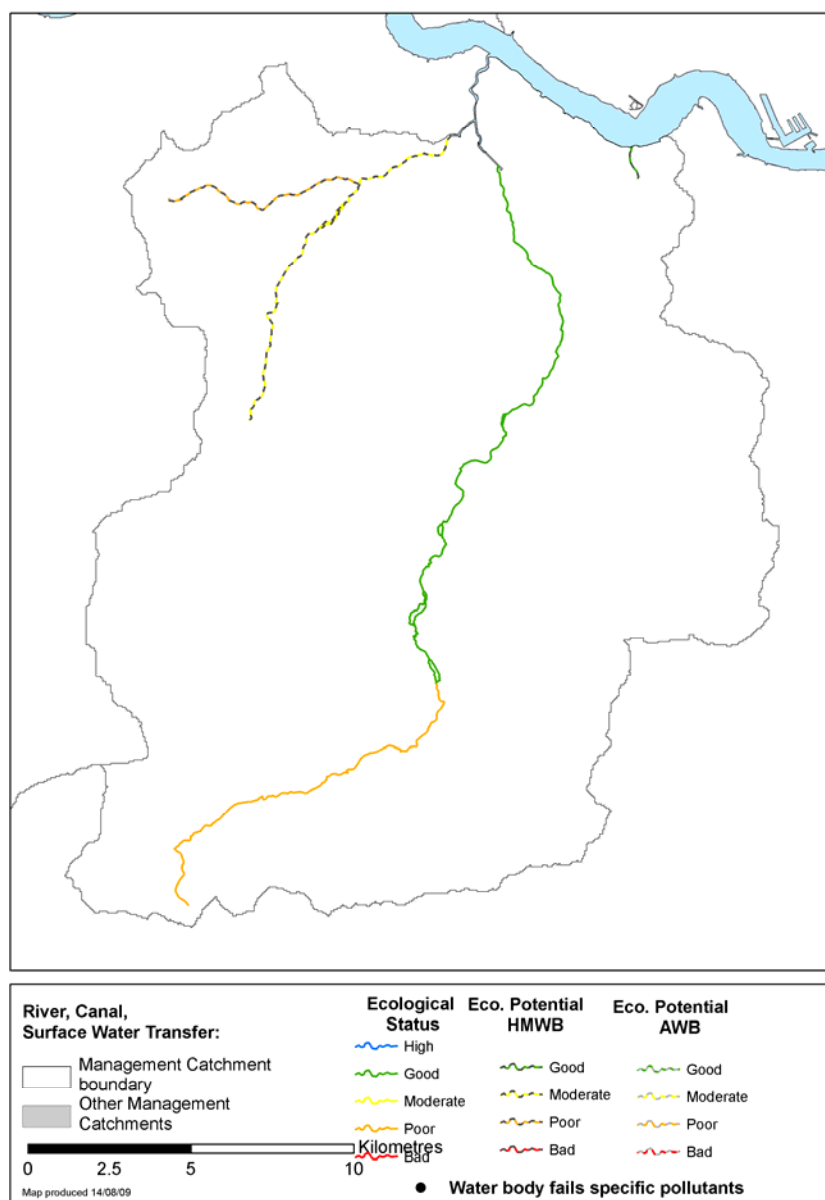 River, Canal,
Surface Water Transfer:
Management Catchment
boundary
Other Management
Catchments
Kilometres
0 2.5 5 10
Map produced 14/08/09
Ecological
Status
High
Good
Moderate
Poor
Bad
Eco. Potential
HMWB
Good
Moderate
Poor
Bad
Eco. Potential
AWB
Good
Moderate
Poor
Bad
Water body fails specific pollutants